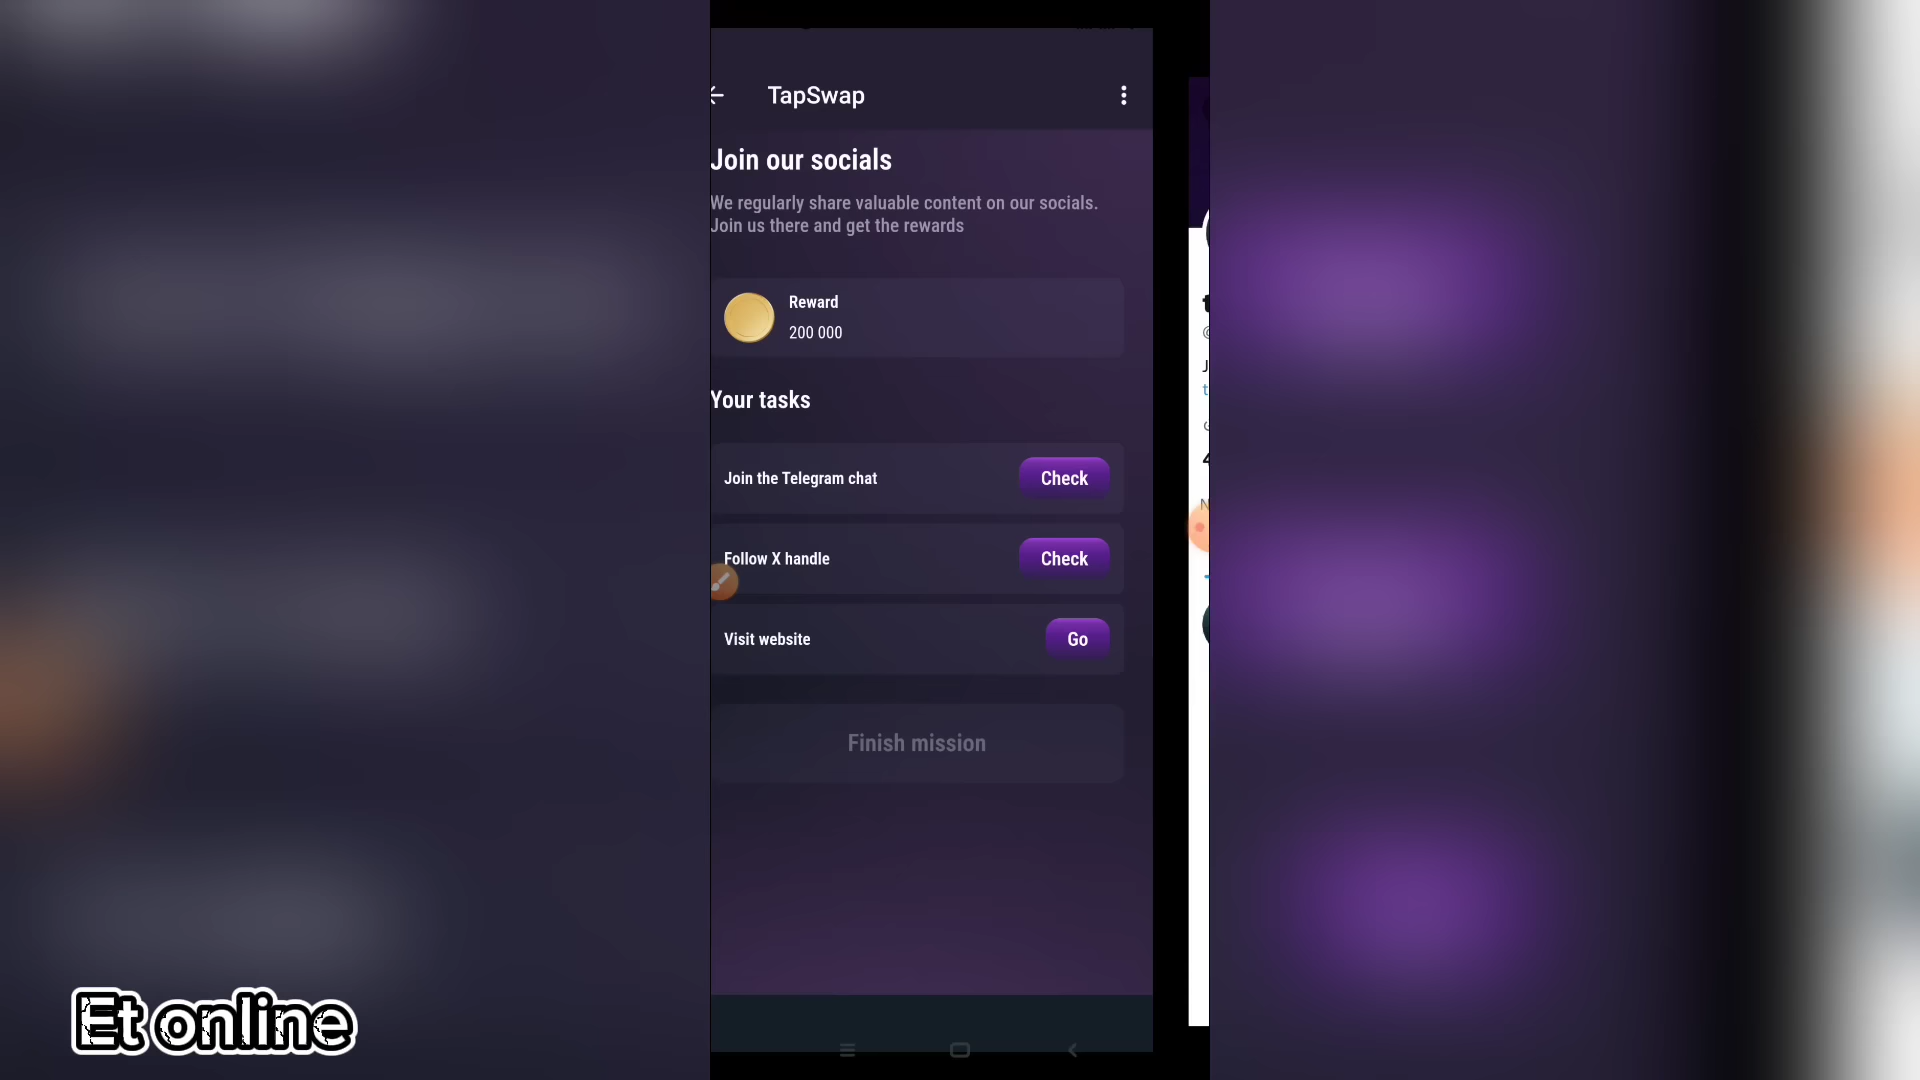 TapSwap
Join our socials
We regularly share valuable content on our socials.
Join us there and get the rewards
Reward
200 000
Your tasks
Join the Telegram chat
Check
Follow X handle
Check
Visit website
Go
Finish mission
Et online